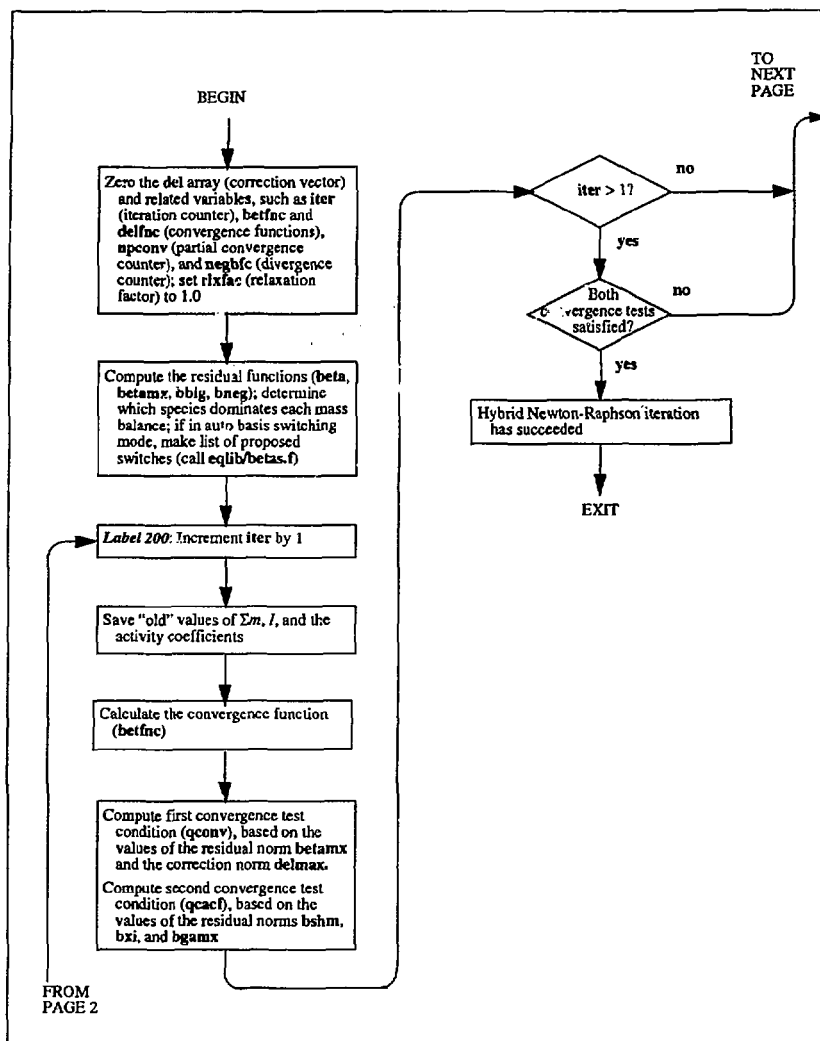 BEGIN
Zero the del array (correction vector)
and related variables, such as iter
(iteration counter), betfnc and
delfnc (convergence functions),
npconv (partial convergence
counter), and negbfc (divergence
counter); set rlxfac (relaxation
factor) to 1.0
Compute the residual functions (beta,
betamx, bbig, bneg); determine
which species dominates each mass
balance; if in auto basis switching
mode, make list of proposed
switches (call eqlib/betas.f)
Label 200: Increment iter by 1
Save "old" values of Σm, I, and the
activity coefficients
Calculate the convergence function
(betfnc)
Compute first convergence test
condition (qconv), based on the
values of the residual norm betamx
and the correction norm delmax.
Compute second convergence test
condition (qcacf), based on the
values of the residual norms bshm,
bxi, and bgamx
FROM
PAGE 2
TO
NEXT
PAGE
iter > 1?
no
yes
Both
tests
satisfied?
no
yes
Hybrid Newton-Raphson iteration
has succeeded
EXIT